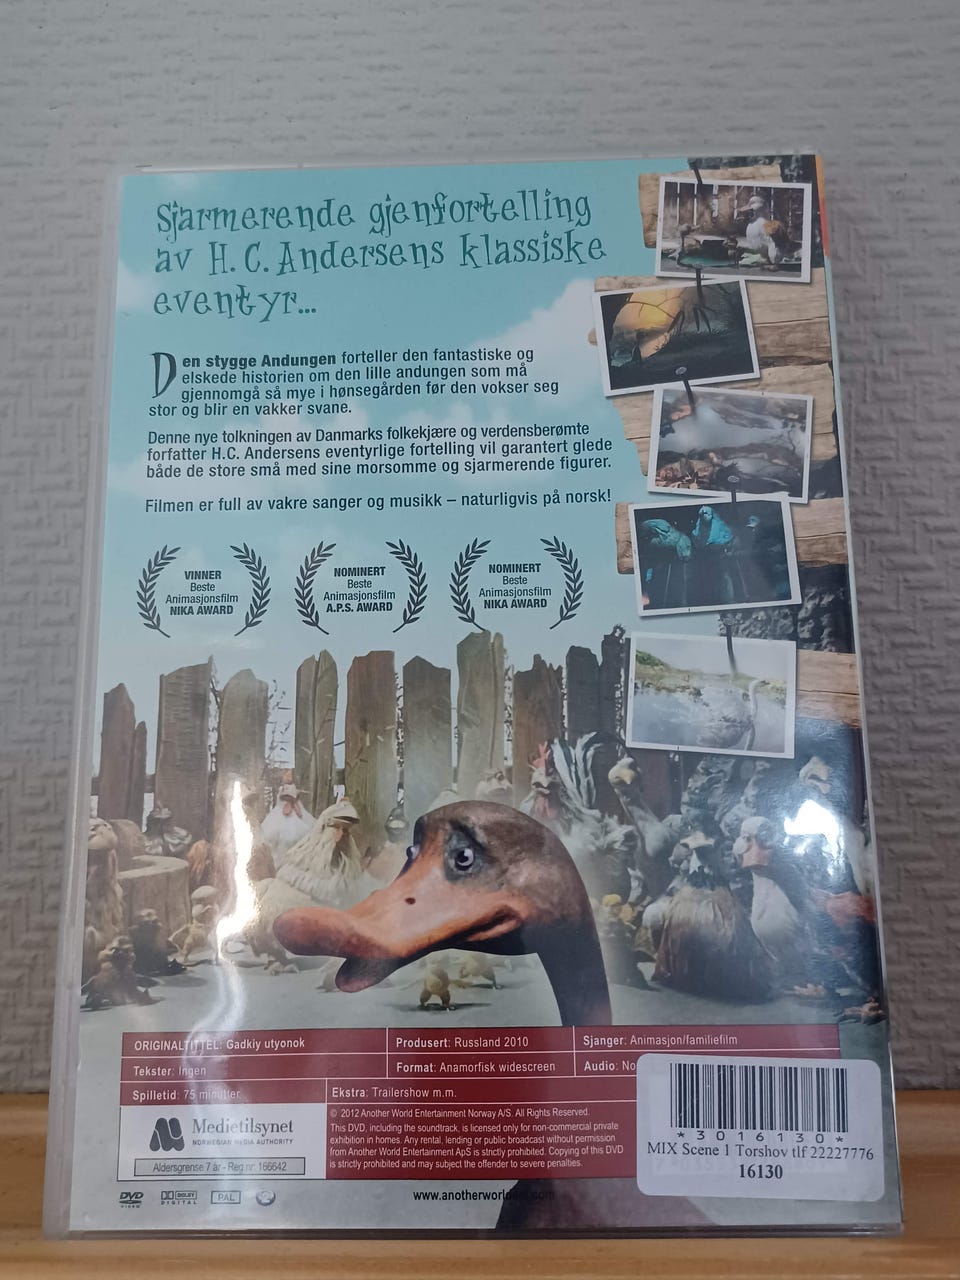 Sjarmerende gjenfortelling
av H.C. Andersens klassiske
eventyr...
Den stygge Andungen forteller den fantastiske og
elskede historien om den lille andungen som må
gjennomgå så mye i hønsegården før den vokser seg
stor og blir en vakker svane.
Denne nye tolkningen av Danmarks folkekjære og verdensberømte
forfatter H.C. Andersens eventyrlige fortelling vil garantert glede
både de store små med sine morsomme og sjarmerende figurer.
Filmen er full av vakre sanger og musikk – naturligvis på norsk!
VINNER
Beste
Animasjonsfilm
NIKA AWARD
NOMINERT
Beste
Animasjonsfilm
A.P.S. AWARD
NOMINERT
Beste
Animasjonsfilm
NIKA AWARD
ORIGINALTITTEL: Gadkiy utyonok
Produsert: Russland 2010
Sjanger: Animasjon/familiefilm
Tekster: Ingen
Format: Anamorfisk widescreen
Audio: No
Spilletid: 75 minutter
Ekstra: Trailershow m.m.
Medietilsynet
NORWEGIAN MEDIA AUTHORITY
Aldersgrense 7 år - Reg nr: 166642
© 2012 Another World Entertainment Norway A/S. All Rights Reserved.
This DVD, including the soundtrack, is licensed only for non-commercial private
exhibition in homes. Any rental, lending or public broadcast without permission
from Another World Entertainment ApS is strictly prohibited. Copying of this DVD
is strictly prohibited and may subject the offender to severe penalties.
*3016130*
MIX Scene 1 Torshov tlf 22227776
16130
DVD
VIDEO
DOLBY
DIGITAL
PAL
www.anotherworld